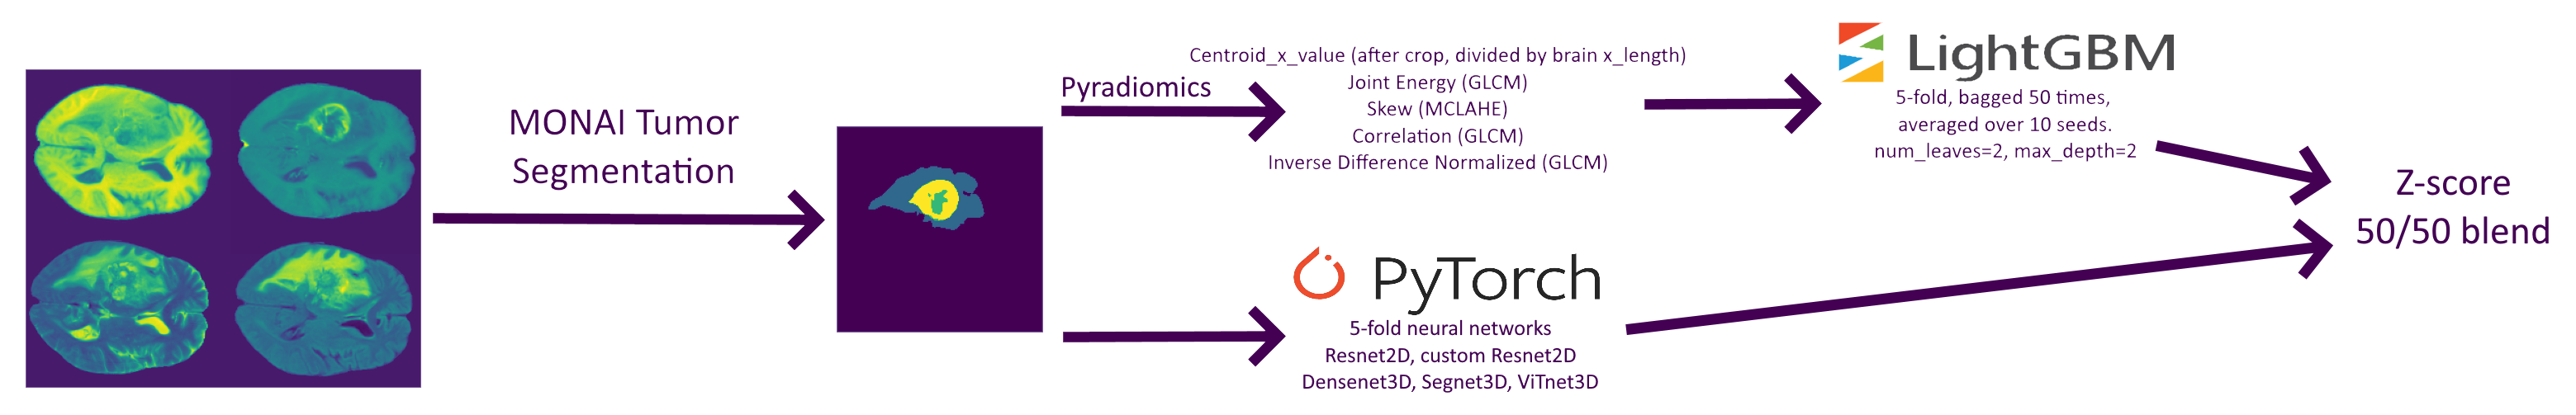 MONAI Tumor
Segmentation
Pyradiomics
Centroid_x_value (after crop, divided by brain x_length)
Joint Energy (GLCM)
Skew (MCLAHE)
Correlation (GLCM)
Inverse Difference Normalized (GLCM)
LightGBM
5-fold, bagged 50 times,
averaged over 10 seeds.
num_leaves=2, max_depth=2
PyTorch
5-fold neural networks
Resnet2D, custom Resnet2D
Densenet3D, Segnet3D, ViTnet3D
Z-score
50/50 blend